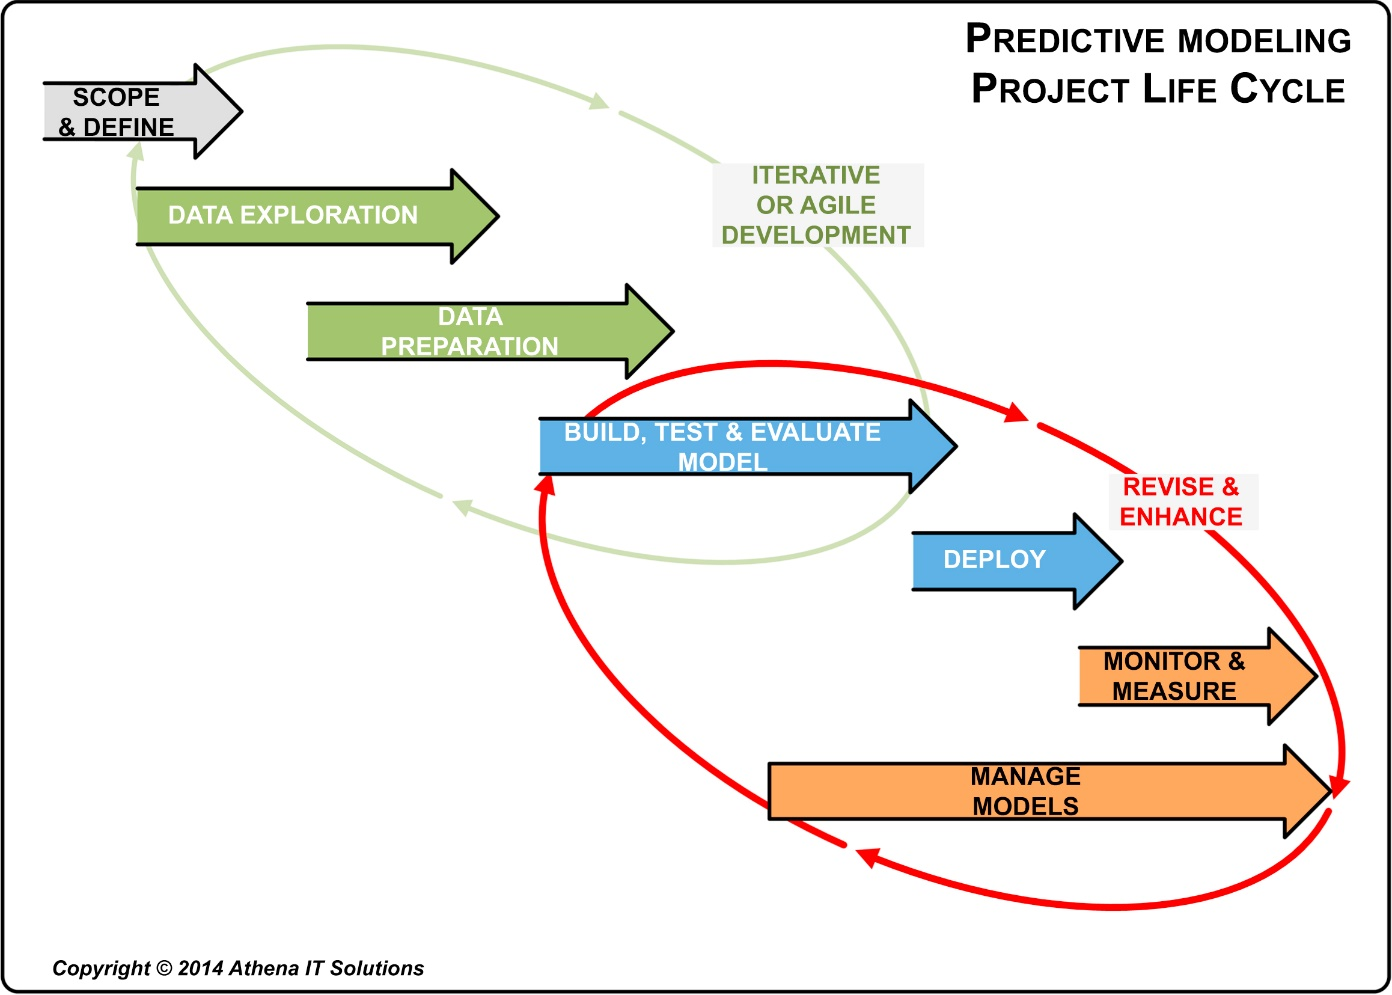 PREDICTIVE MODELING
PROJECT LIFE CYCLE
SCOPE
& DEFINE
ITERATIVE
OR AGILE
DEVELOPMENT
DATA EXPLORATION
DATA
PREPARATION
BUILD, TEST & EVALUATE
MODEL
REVISE &
ENHANCE
DEPLOY
MONITOR &
MEASURE
MANAGE
MODELS
Copyright © 2014 Athena IT Solutions